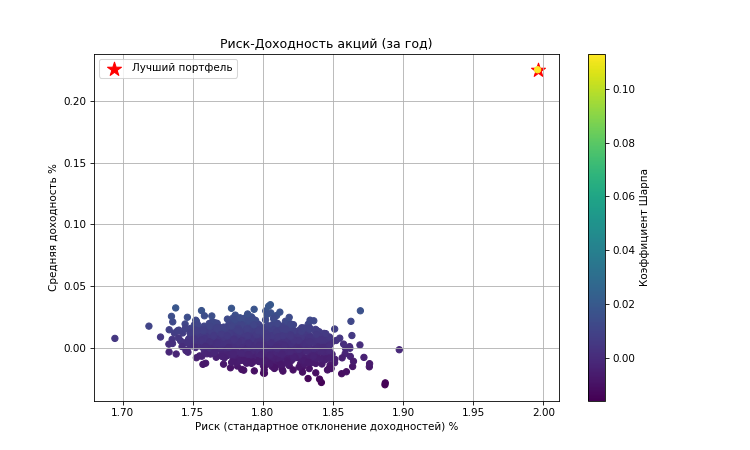 Риск-Доходность акций (за год)
Лучший портфель
Средняя доходность %
0.20
0.15
0.10
0.05
0.00
1.70 1.75 1.80 1.85 1.90 1.95 2.00
Риск (стандартное отклонение доходностей) %
0.10
0.08
0.06
0.04
0.02
0.00
Коэффициент Шарпа